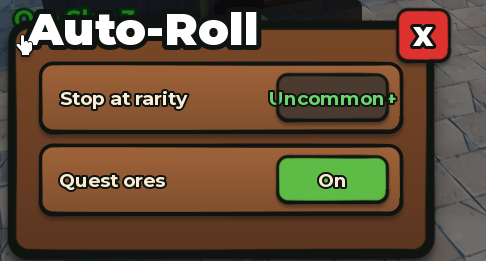 Auto-Roll
X
Stop at rarity
Uncommon+
Quest ores
On